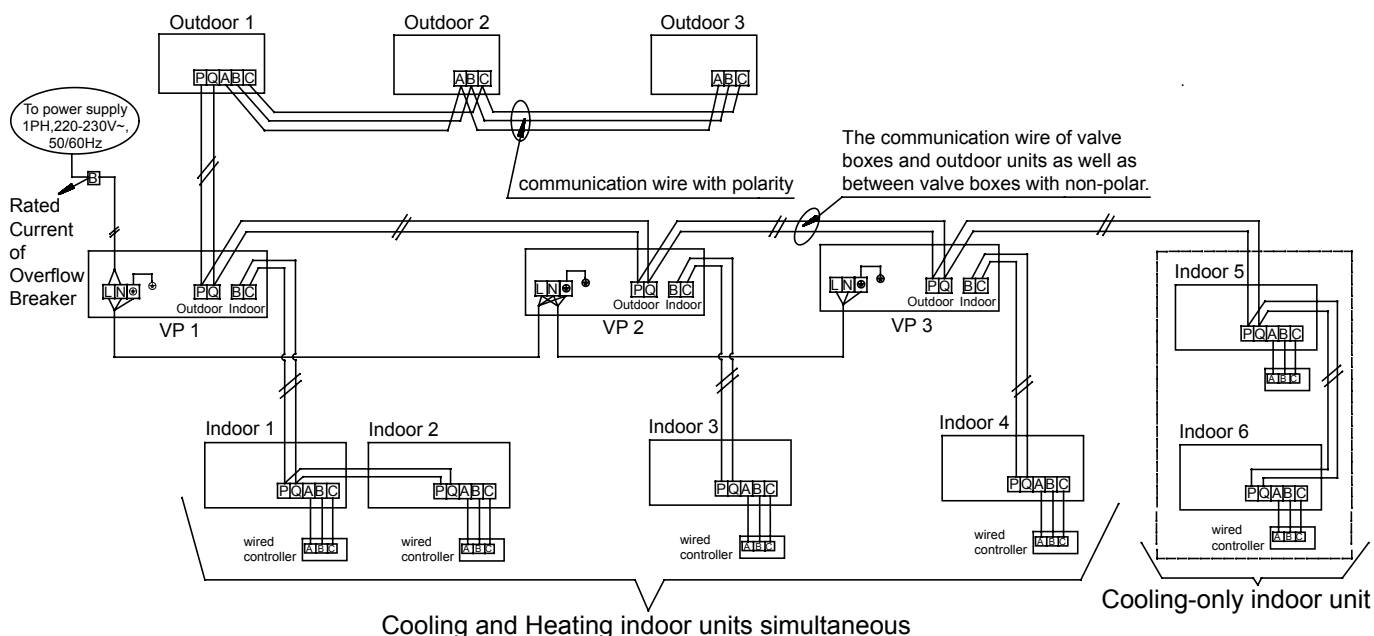 Outdoor 1
Outdoor 2
Outdoor 3
P Q A B C
A B C
A B C
To power supply
1PH,220-230V~,
50/60Hz
B
Rated
Current
of
Overflow
Breaker
communication wire with polarity
The communication wire of valve
boxes and outdoor units as well as
between valve boxes with non-polar.
L N
P Q
B C
Outdoor
Indoor
VP 1
L N
P Q
B C
Outdoor
Indoor
VP 2
L N
P Q
B C
Outdoor
Indoor
VP 3
Indoor 5
P Q A B C
A B C
Indoor 6
P Q A B C
wired
controller
A B C
Indoor 1
P Q A B C
wired
controller
A B C
Indoor 2
P Q A B C
wired
controller
A B C
Indoor 3
P Q A B C
wired
controller
A B C
Indoor 4
P Q A B C
wired
controller
A B C
Cooling and Heating indoor units simultaneous
Cooling-only indoor unit